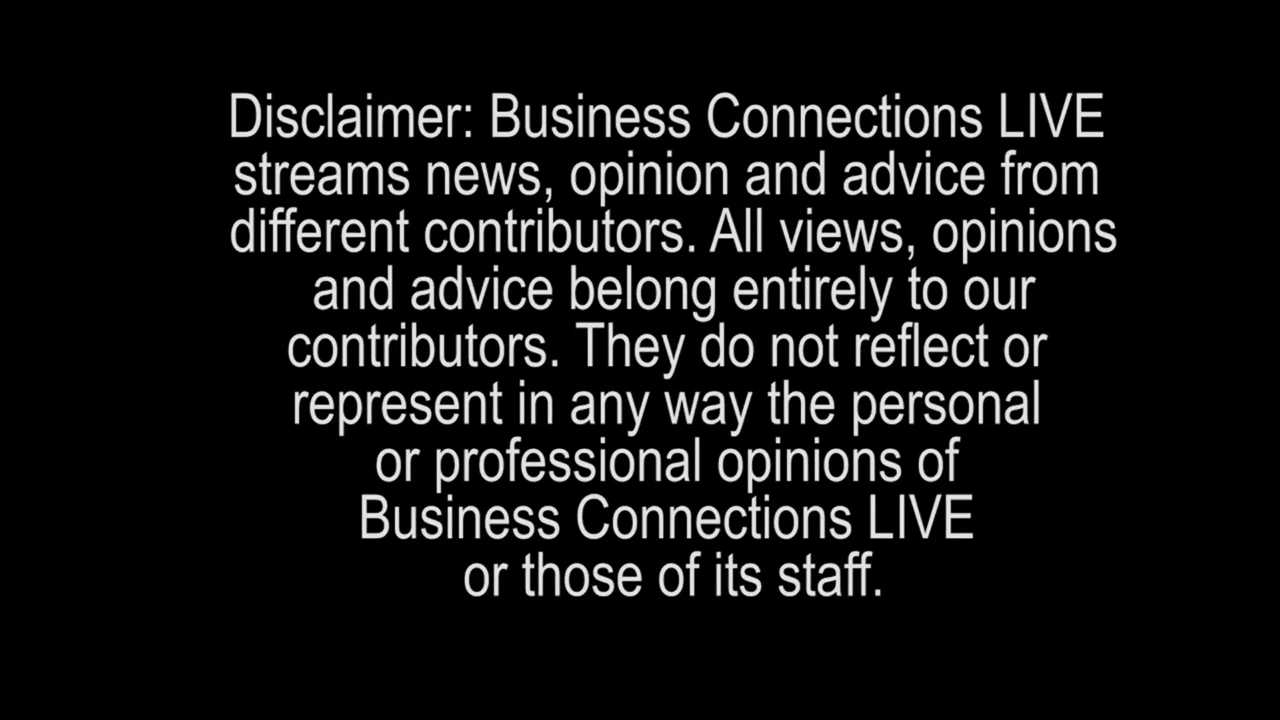 Disclaimer: Business Connections LIVE
streams news, opinion and advice from
different contributors. All views, opinions
and advice belong entirely to our
contributors. They do not reflect or
represent in any way the personal
or professional opinions of
Business Connections LIVE
or those of its staff.